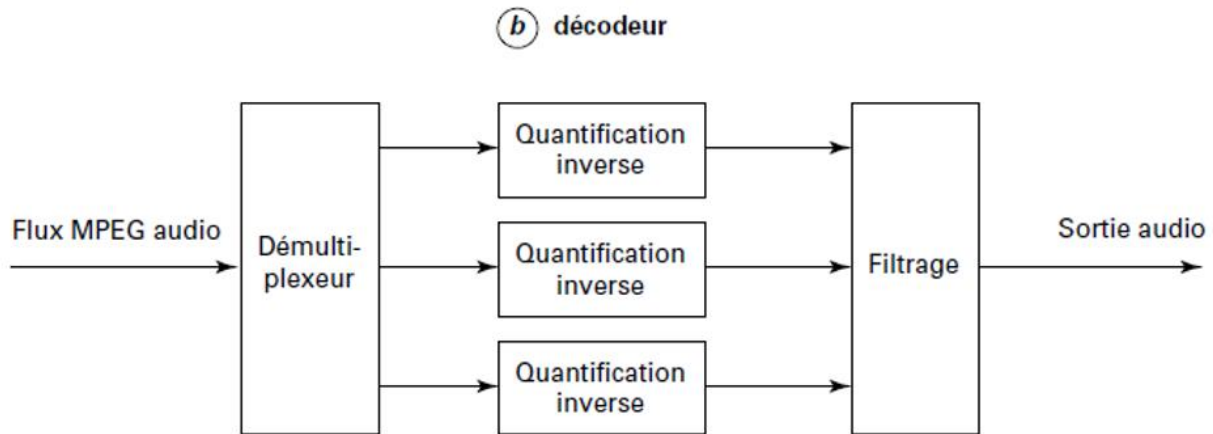 b décodeur
Flux MPEG audio
Démulti-
plexeur
Quantification
inverse
Quantification
inverse
Quantification
inverse
Filtrage
Sortie audio